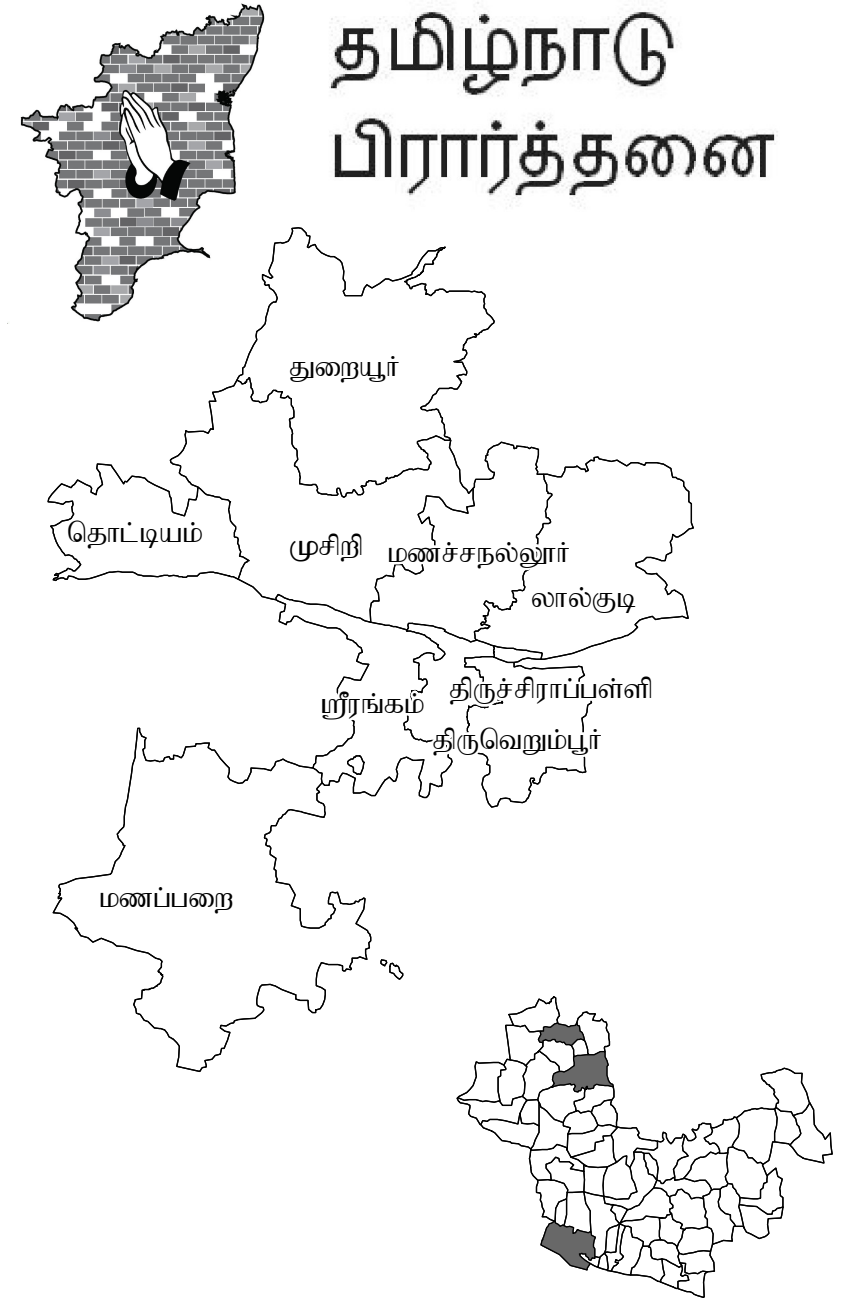 தமிழ்நாடு
பிரார்த்தனை
துறையூர்
தொட்டியம்
முசிறி
மணச்சநல்லூர்
லால்குடி
ஸ்ரீரங்கம்
திருச்சிராப்பள்ளி
திருவெறும்பூர்
மணப்பறை